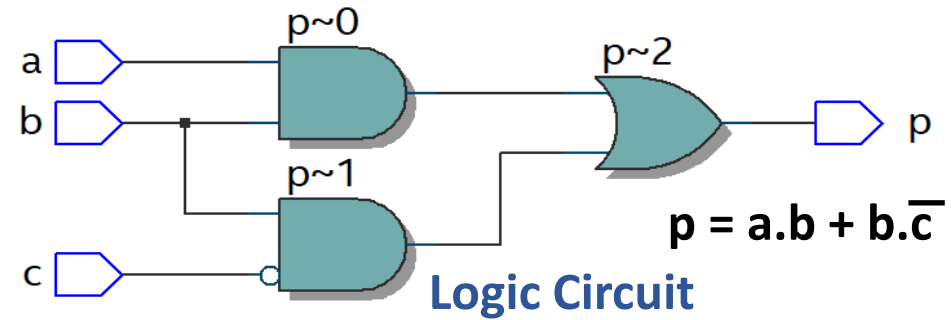 p~0
a
p~2
b
p
p~1
p = a.b + b.c̅
c
Logic Circuit